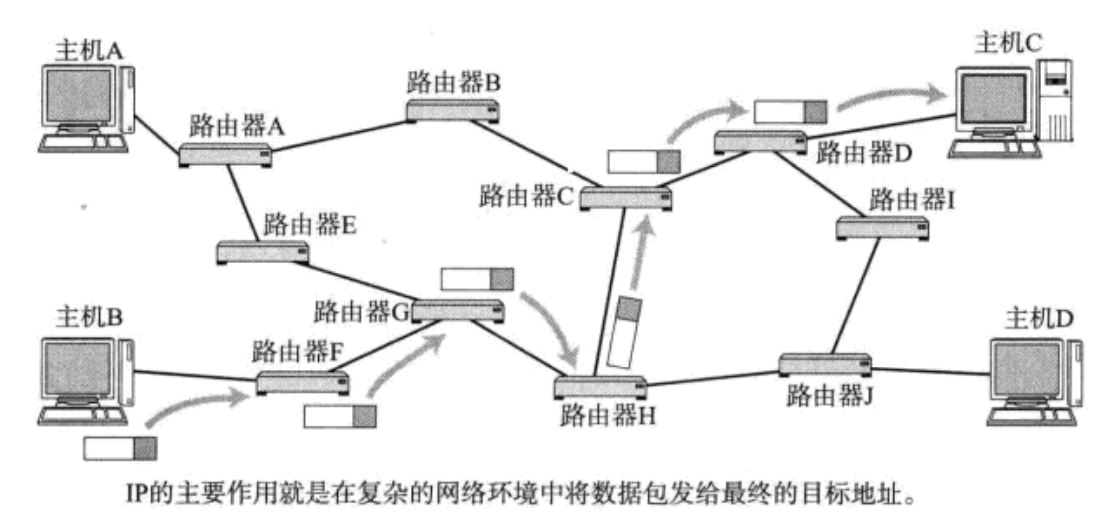 主机A
路由器B
主机C
路由器A
路由器D
路由器C
路由器I
路由器E
路由器G
主机B
主机D
路由器F
路由器J
路由器H
IP的主要作用就是在复杂的网络环境中将数据包发给最终的目标地址。